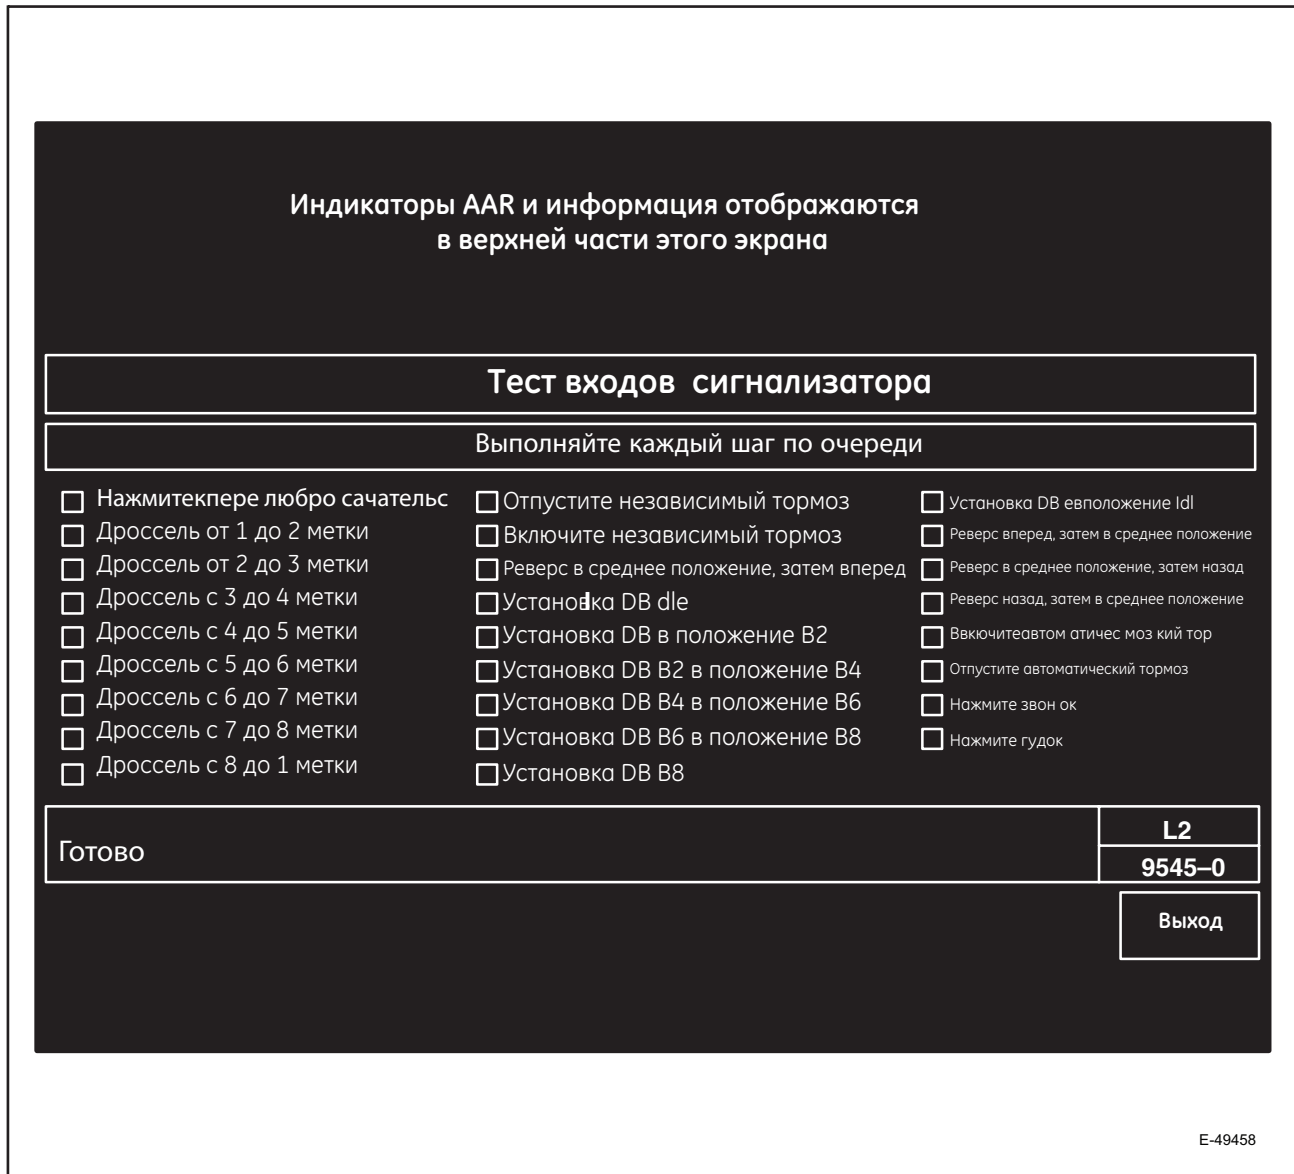 Индикаторы AAR и информация отображаются
в верхней части этого экрана
Тест входов сигнализатора
Выполняйте каждый шаг по очереди
Нажмитекпере любро сачательс
Дроссель от 1 до 2 метки
Дроссель от 2 до 3 метки
Дроссель с 3 до 4 метки
Дроссель с 4 до 5 метки
Дроссель с 5 до 6 метки
Дроссель с 6 до 7 метки
Дроссель с 7 до 8 метки
Дроссель с 8 до 1 метки
Отпустите независимый тормоз
Включите независимый тормоз
Реверс в среднее положение, затем вперед
Установка DB dle
Установка DB в положение B2
Установка DB B2 в положение B4
Установка DB B4 в положение B6
Установка DB B6 в положение B8
Установка DB B8
Установка DB евположение Idl
Реверс вперед, затем в среднее положение
Реверс в среднее положение, затем назад
Реверс назад, затем в среднее положение
Ввкючитеавтом атичес моз кий тор
Отпустите автоматический тормоз
Нажмите звон ок
Нажмите гудок
Готово
L2
9545–0
Выход
E-49458